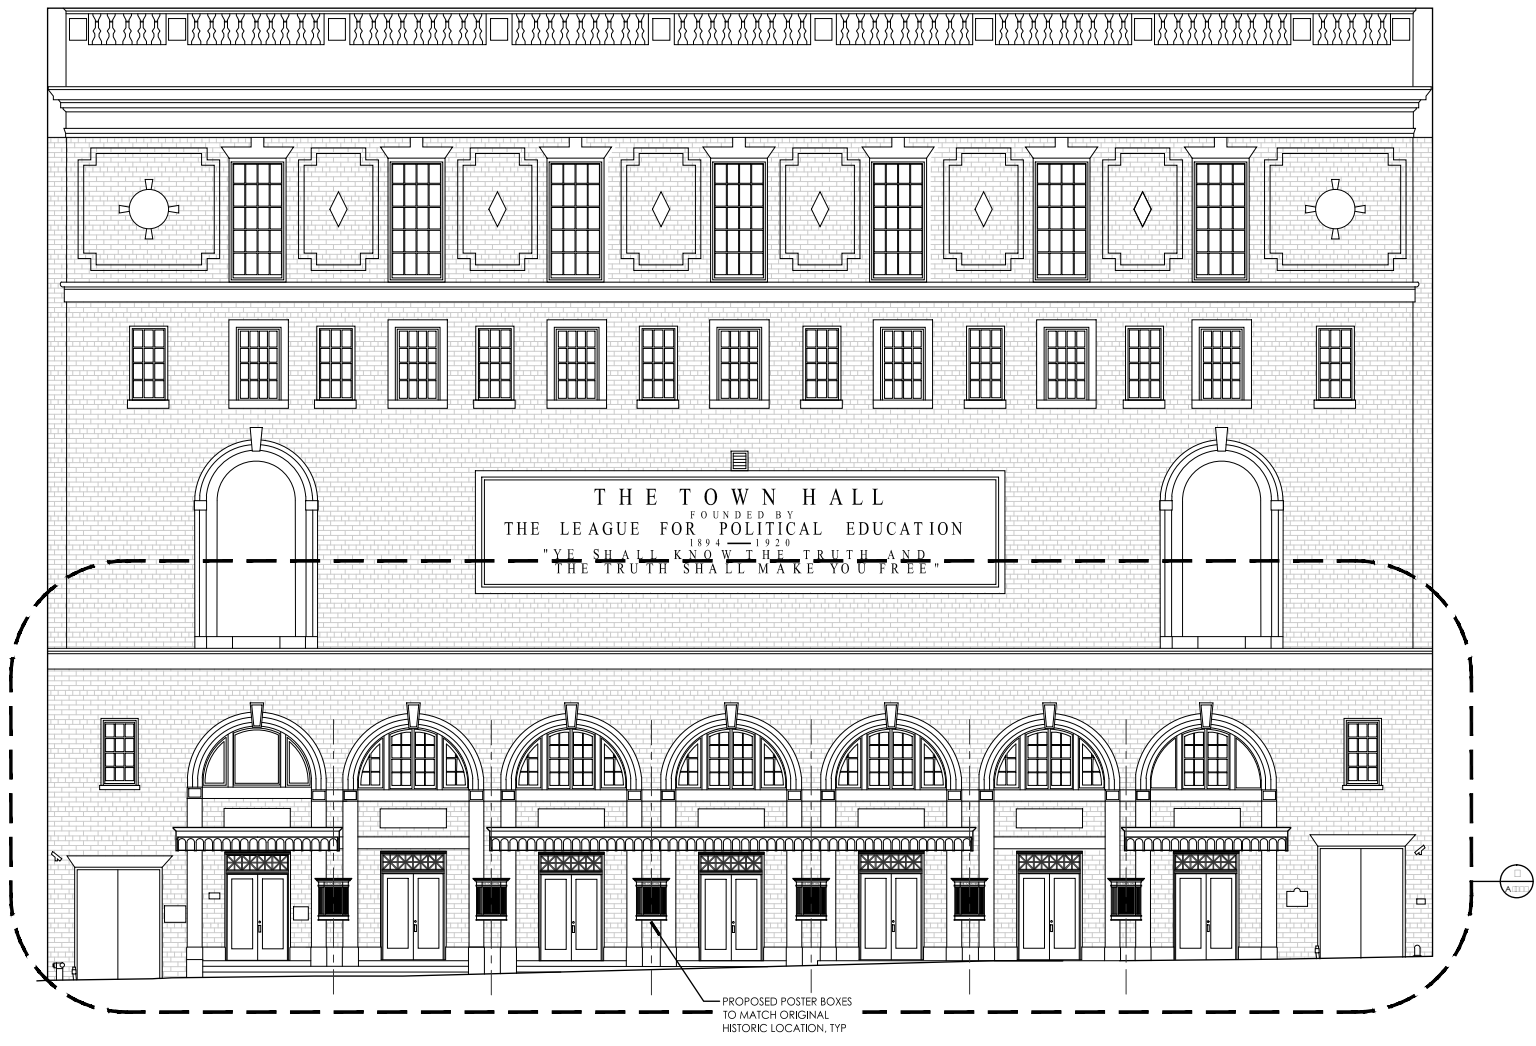 THE TOWN HALL
FOUNDED BY
THE LEAGUE FOR POLITICAL EDUCATION
1894 — 1920
"YE SHALL KNOW THE TRUTH AND
THE TRUTH SHALL MAKE YOU FREE"
PROPOSED POSTER BOXES
TO MATCH ORIGINAL
HISTORIC LOCATION, TYP